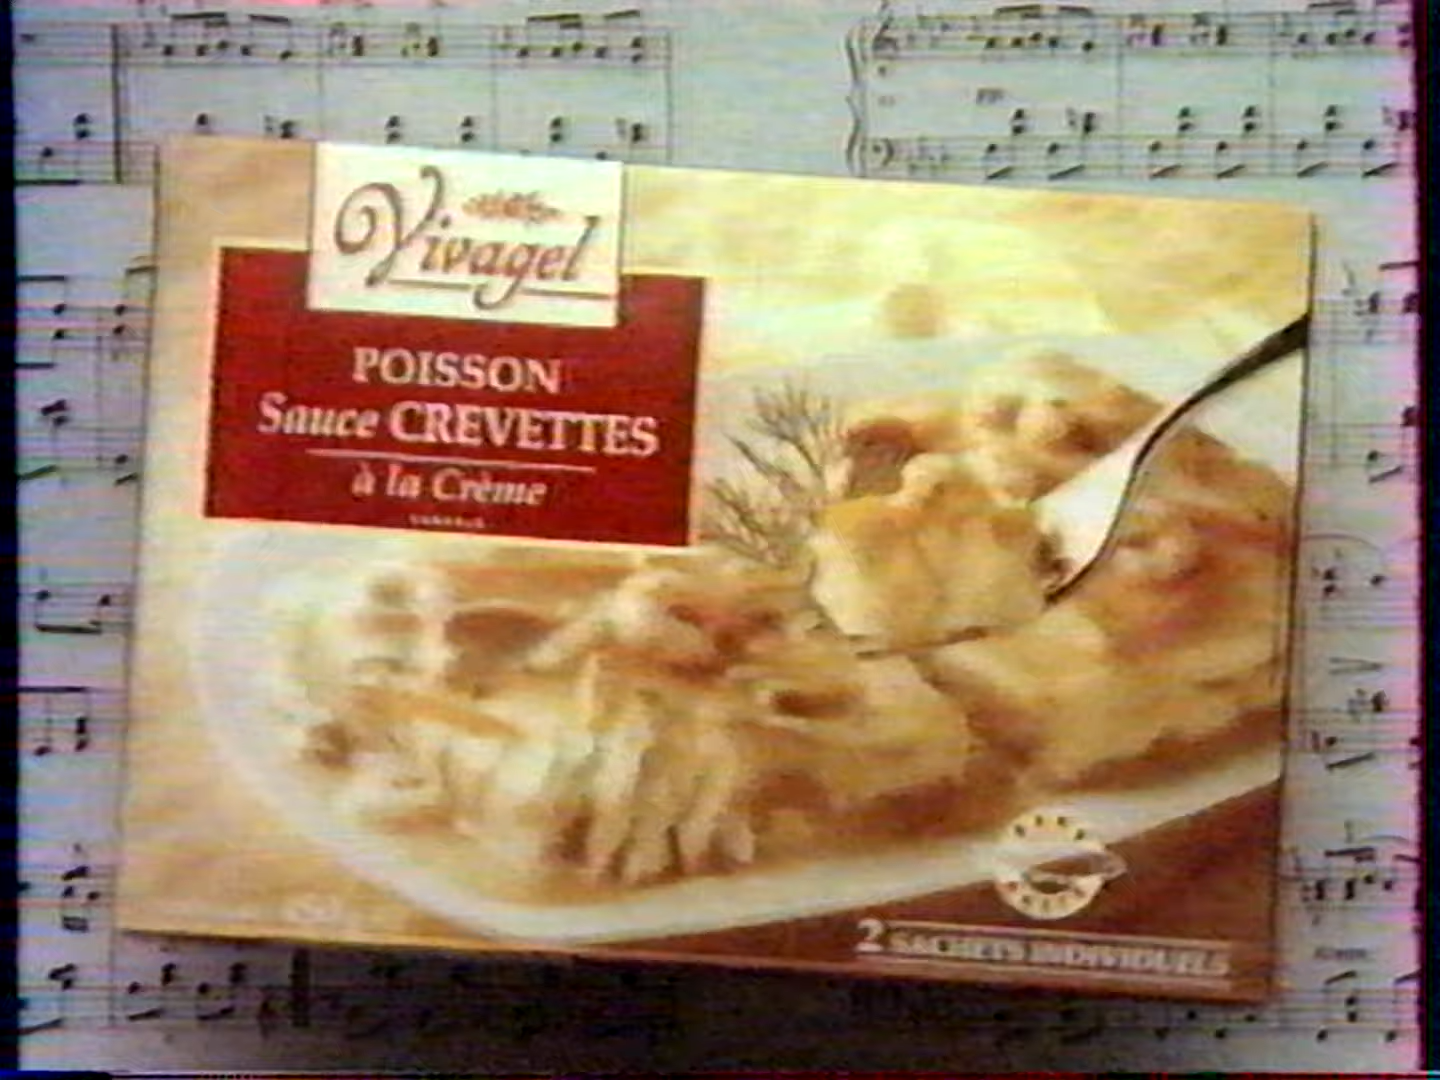 Vivagel
POISSON
Sauce CREVETTES
à la Crème
2 SACHETS INDIVIDUELS